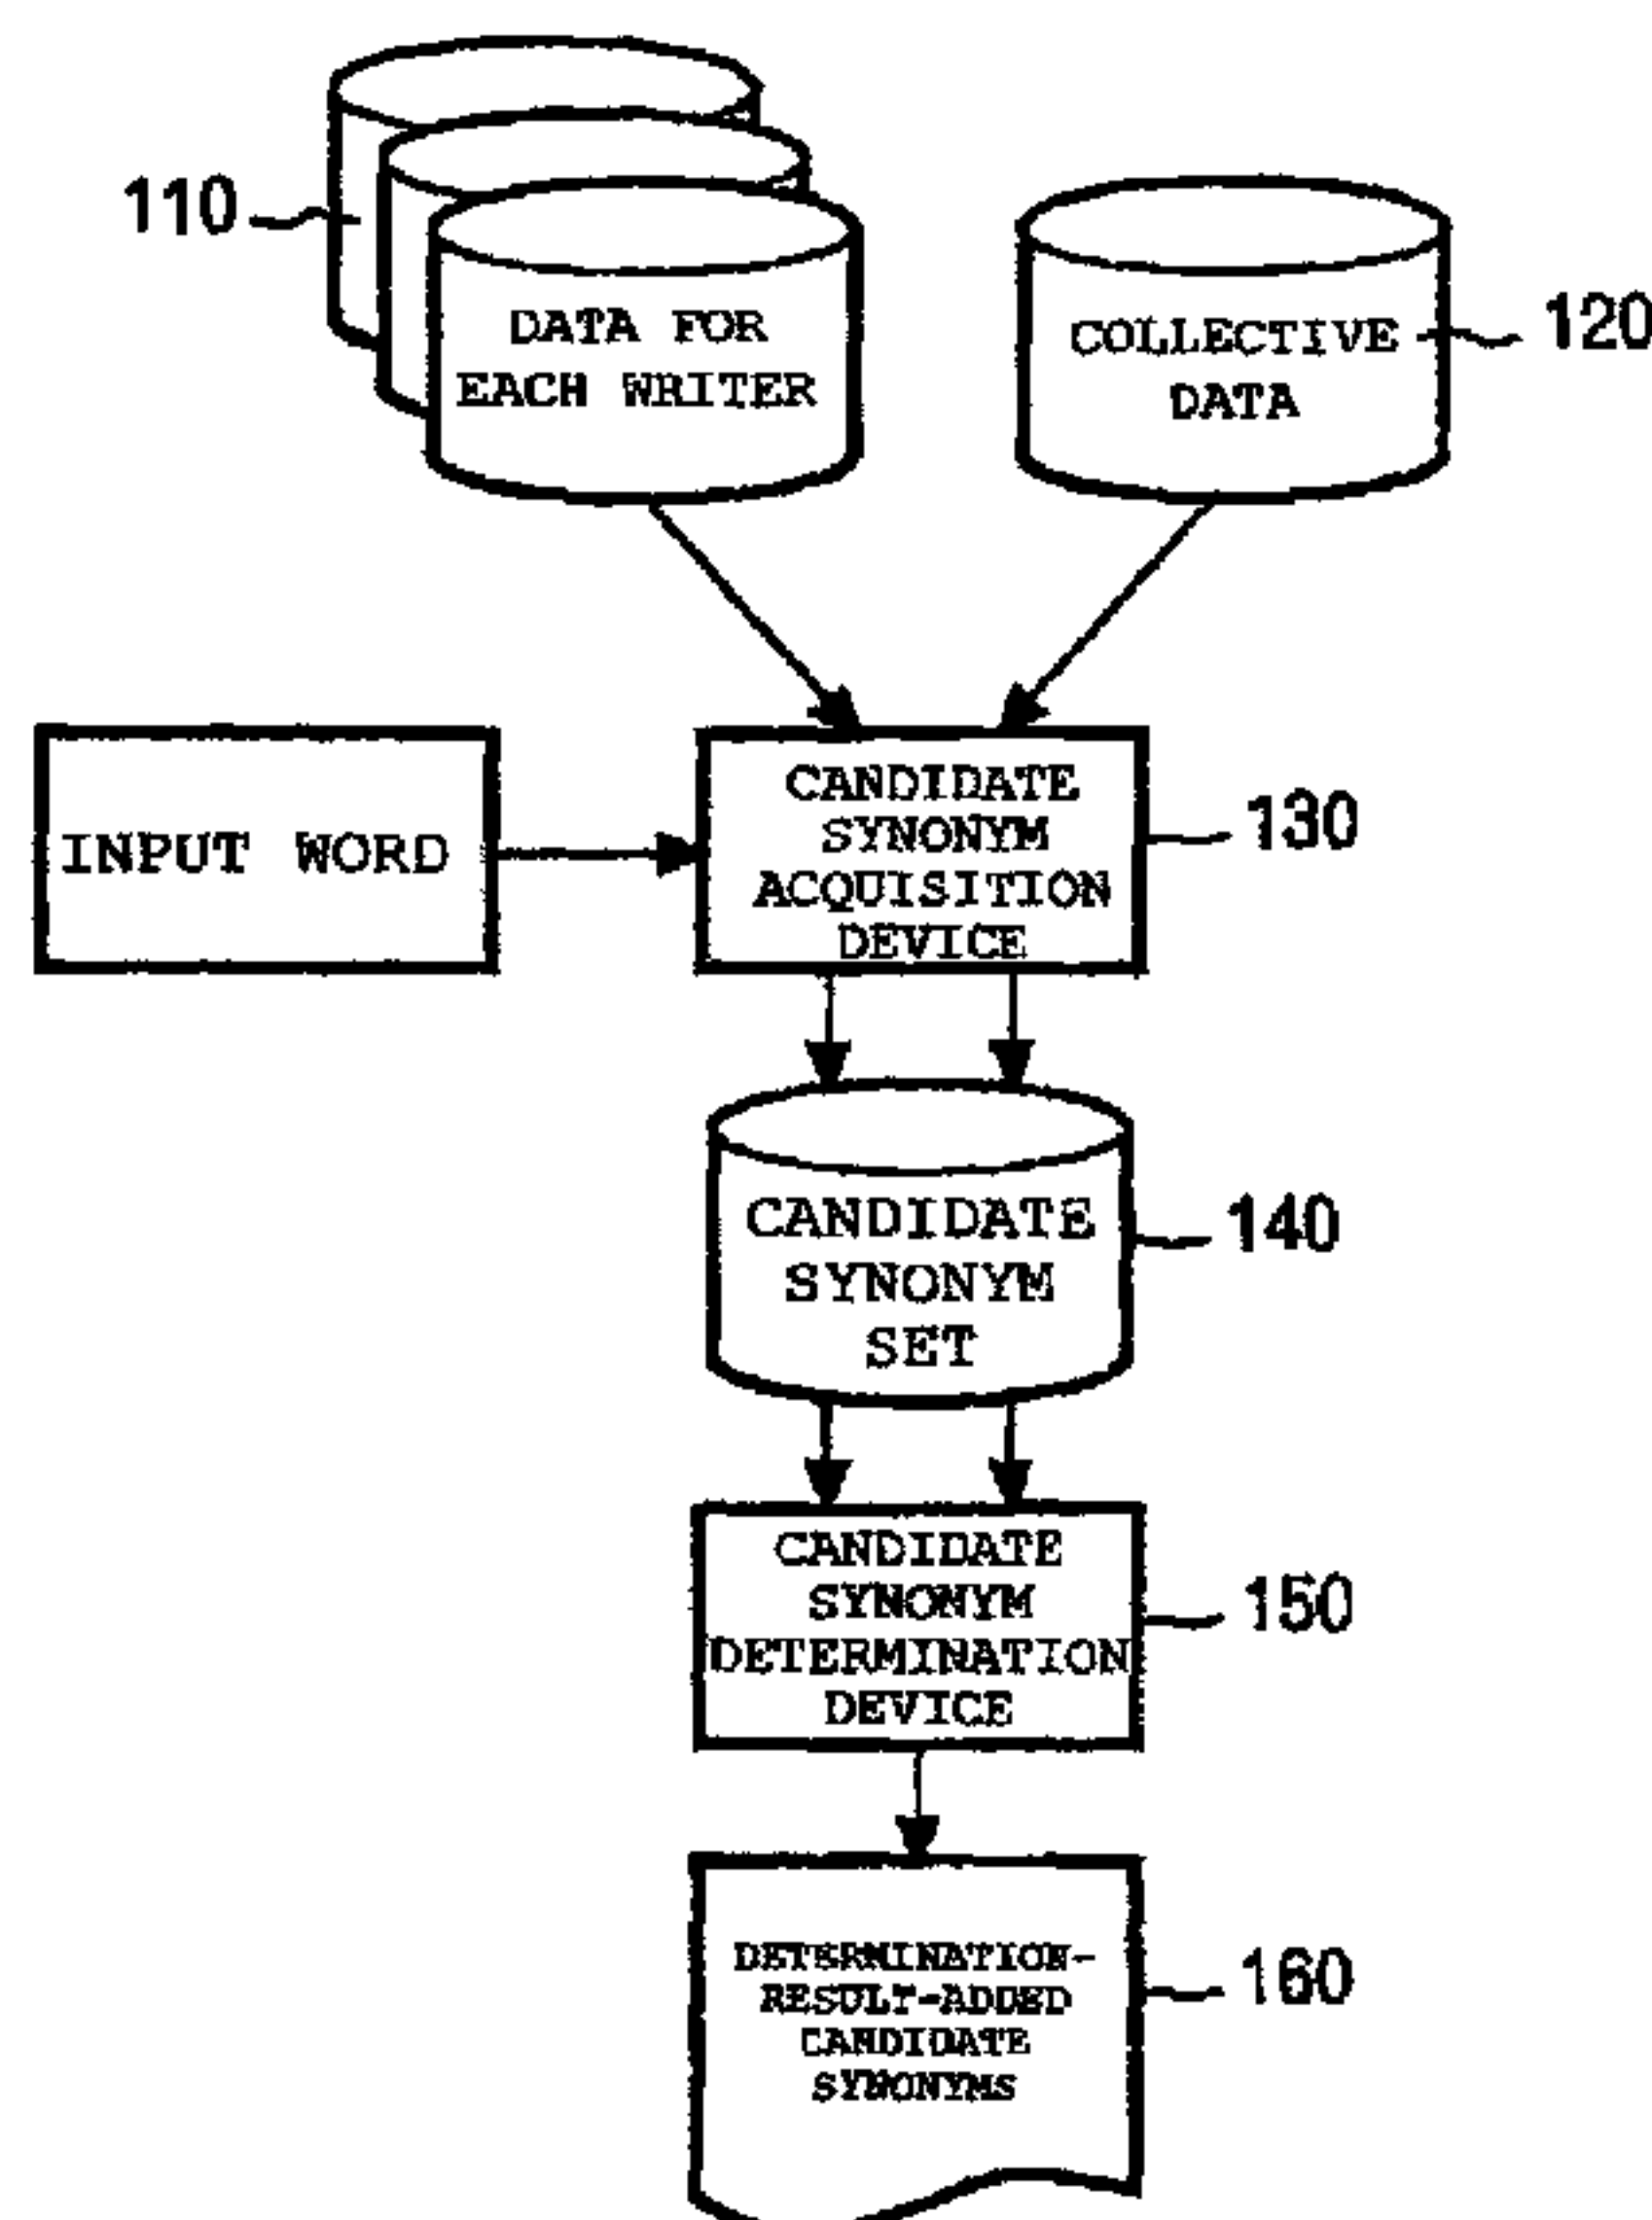 110
DATA FOR
EACH WRITER
COLLECTIVE
DATA
120
INPUT WORD
CANDIDATE
SYNONYM
ACQUISITION
DEVICE
130
CANDIDATE
SYNONYM
SET
140
CANDIDATE
SYNONYM
DETERMINATION
DEVICE
150
DETERMINATION-
RESULT-ADDED
CANDIDATE
SYNONYMS
160